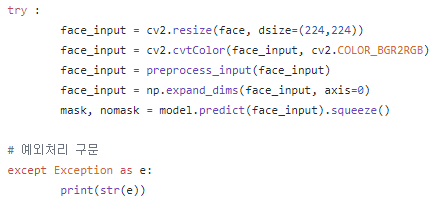 try :
        face_input = cv2.resize(face, dsize=(224,224))
        face_input = cv2.cvtColor(face_input, cv2.COLOR_BGR2RGB)
        face_input = preprocess_input(face_input)
        face_input = np.expand_dims(face_input, axis=0)
        mask, nomask = model.predict(face_input).squeeze()

# 예외처리 구문
except Exception as e:
        print(str(e))